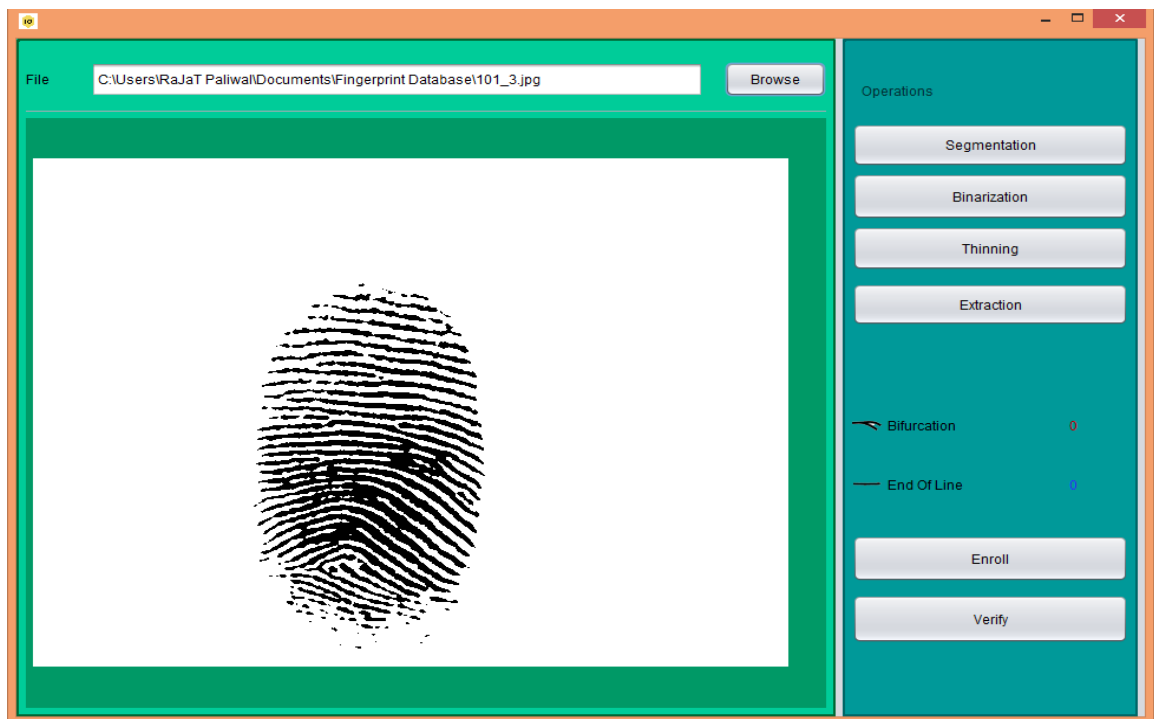 File C:\Users\RaJaT Paliwal\Documents\Fingerprint Database\101_3.jpg Browse
Operations
Segmentation
Binarization
Thinning
Extraction
Bifurcation 0
End Of Line 0
Enroll
Verify